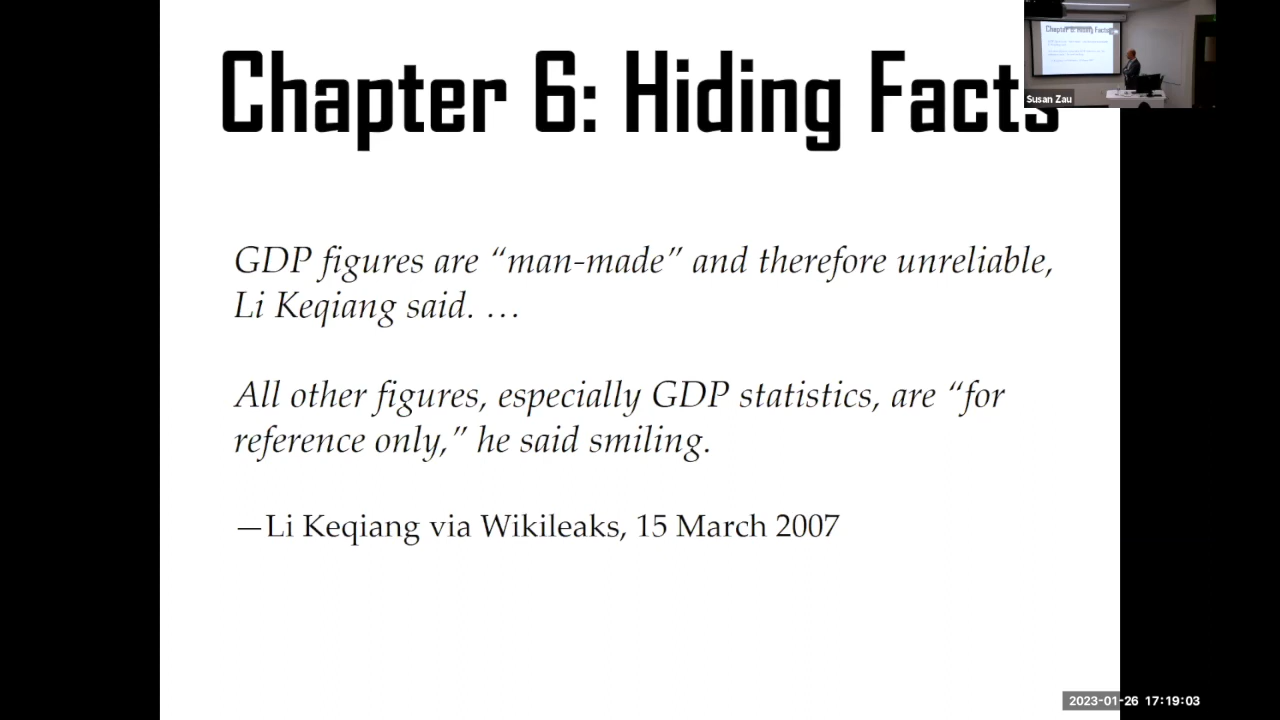 Chapter 6: Hiding Facts
Susan Zau
GDP figures are “man-made” and therefore unreliable,
Li Keqiang said. …
All other figures, especially GDP statistics, are “for
reference only,” he said smiling.
—Li Keqiang via Wikileaks, 15 March 2007
2023-01-26 17:19:03